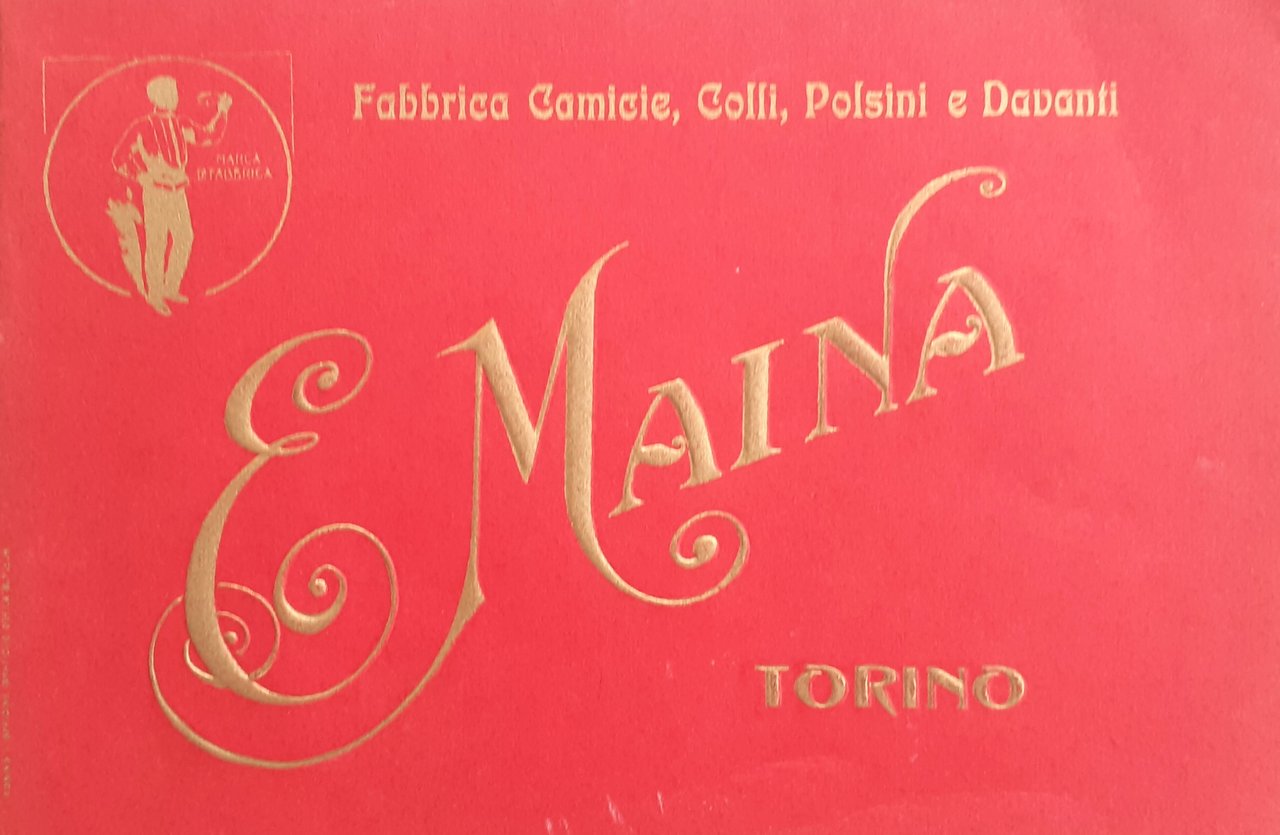 Fabbrica Camicie, Colli, Polsini e Davanti
MARCA
DI FABBRICA
E MAINA
TORINO